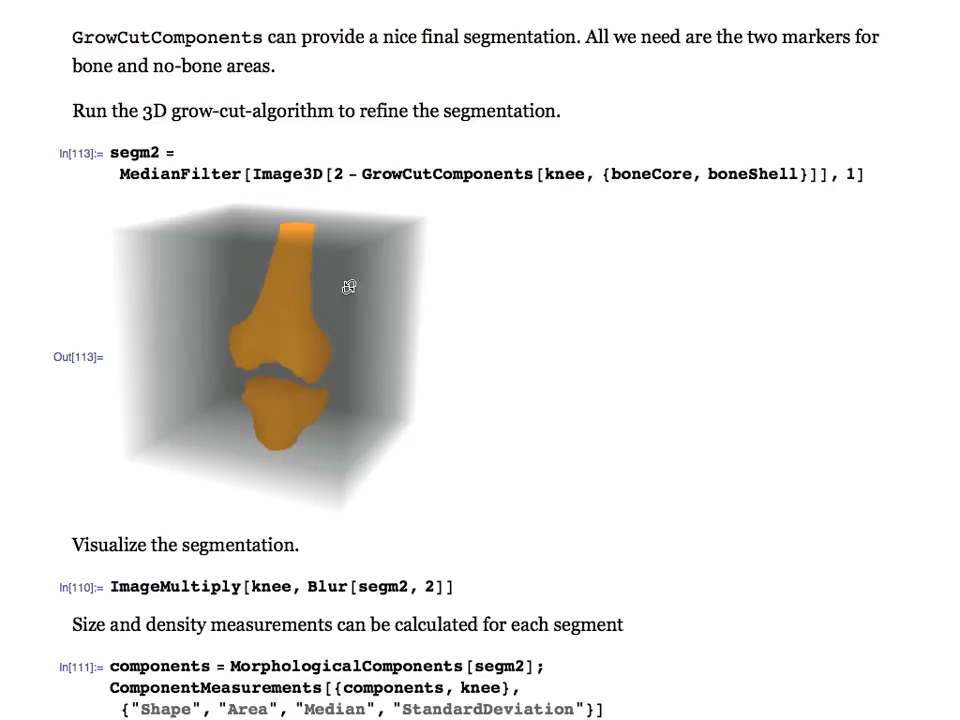 GrowCutComponents can provide a nice final segmentation. All we need are the two markers for
bone and no-bone areas.
Run the 3D grow-cut-algorithm to refine the segmentation.
In[113]:= segm2 =
MedianFilter[Image3D[2 - GrowCutComponents[knee, {boneCore, boneShell}]], 1]
Out[113]=
Visualize the segmentation.
In[110]:= ImageMultiply[knee, Blur[segm2, 2]]
Size and density measurements can be calculated for each segment
In[111]:= components = MorphologicalComponents[segm2];
ComponentMeasurements[{components, knee},
{"Shape", "Area", "Median", "StandardDeviation"}]